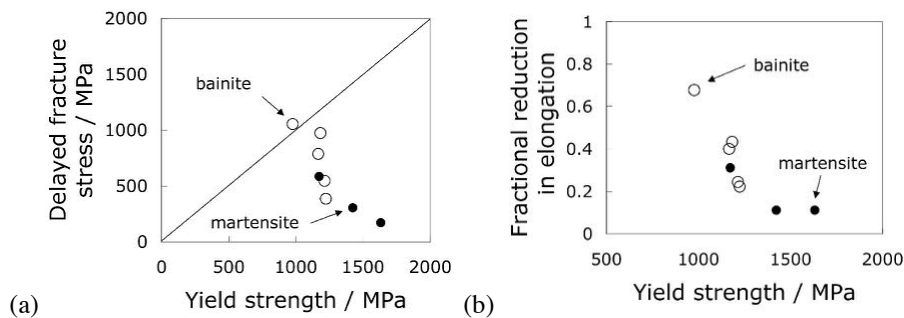 2000
1500
1000
500
0
Delayed fracture
stress / MPa
bainite
martensite
0 500 1000 1500 2000
Yield strength / MPa
(a)
1
0.8
0.6
0.4
0.2
0
Fractional reduction
in elongation
bainite
martensite
500 1000 1500 2000
Yield strength / MPa
(b)